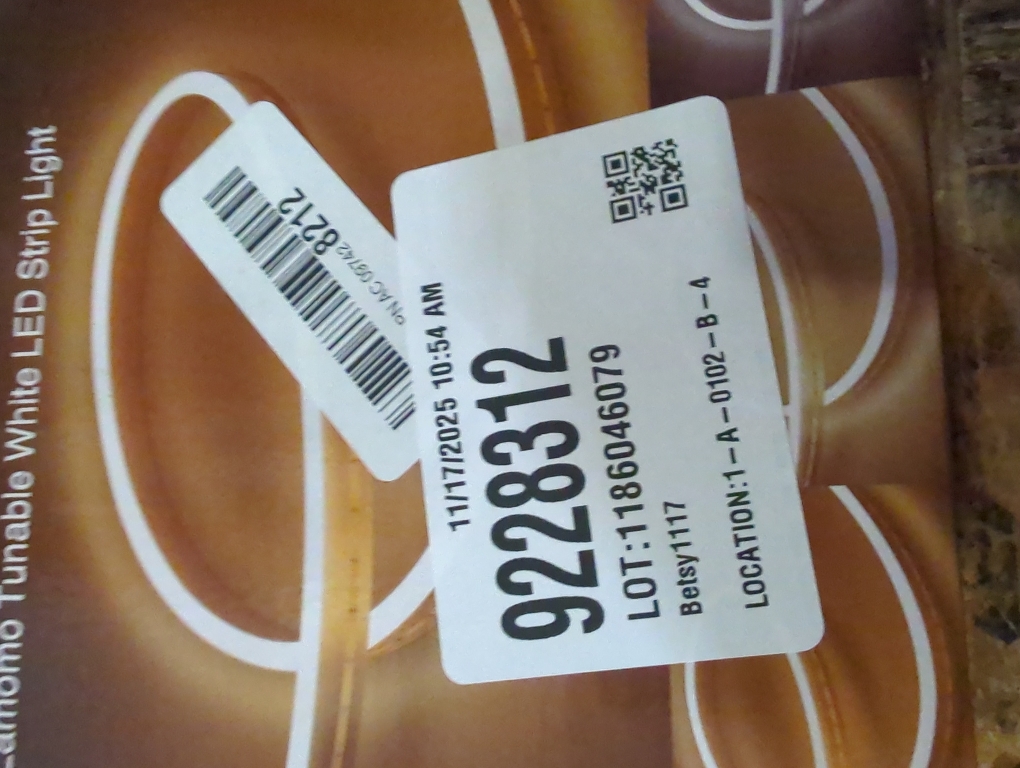 Tunable White LED Strip Light
8212
11/17/2025 10:54 AM
9228312
LOT:1186046079
Betsy1117
LOCATION:1-A-0102-B-4